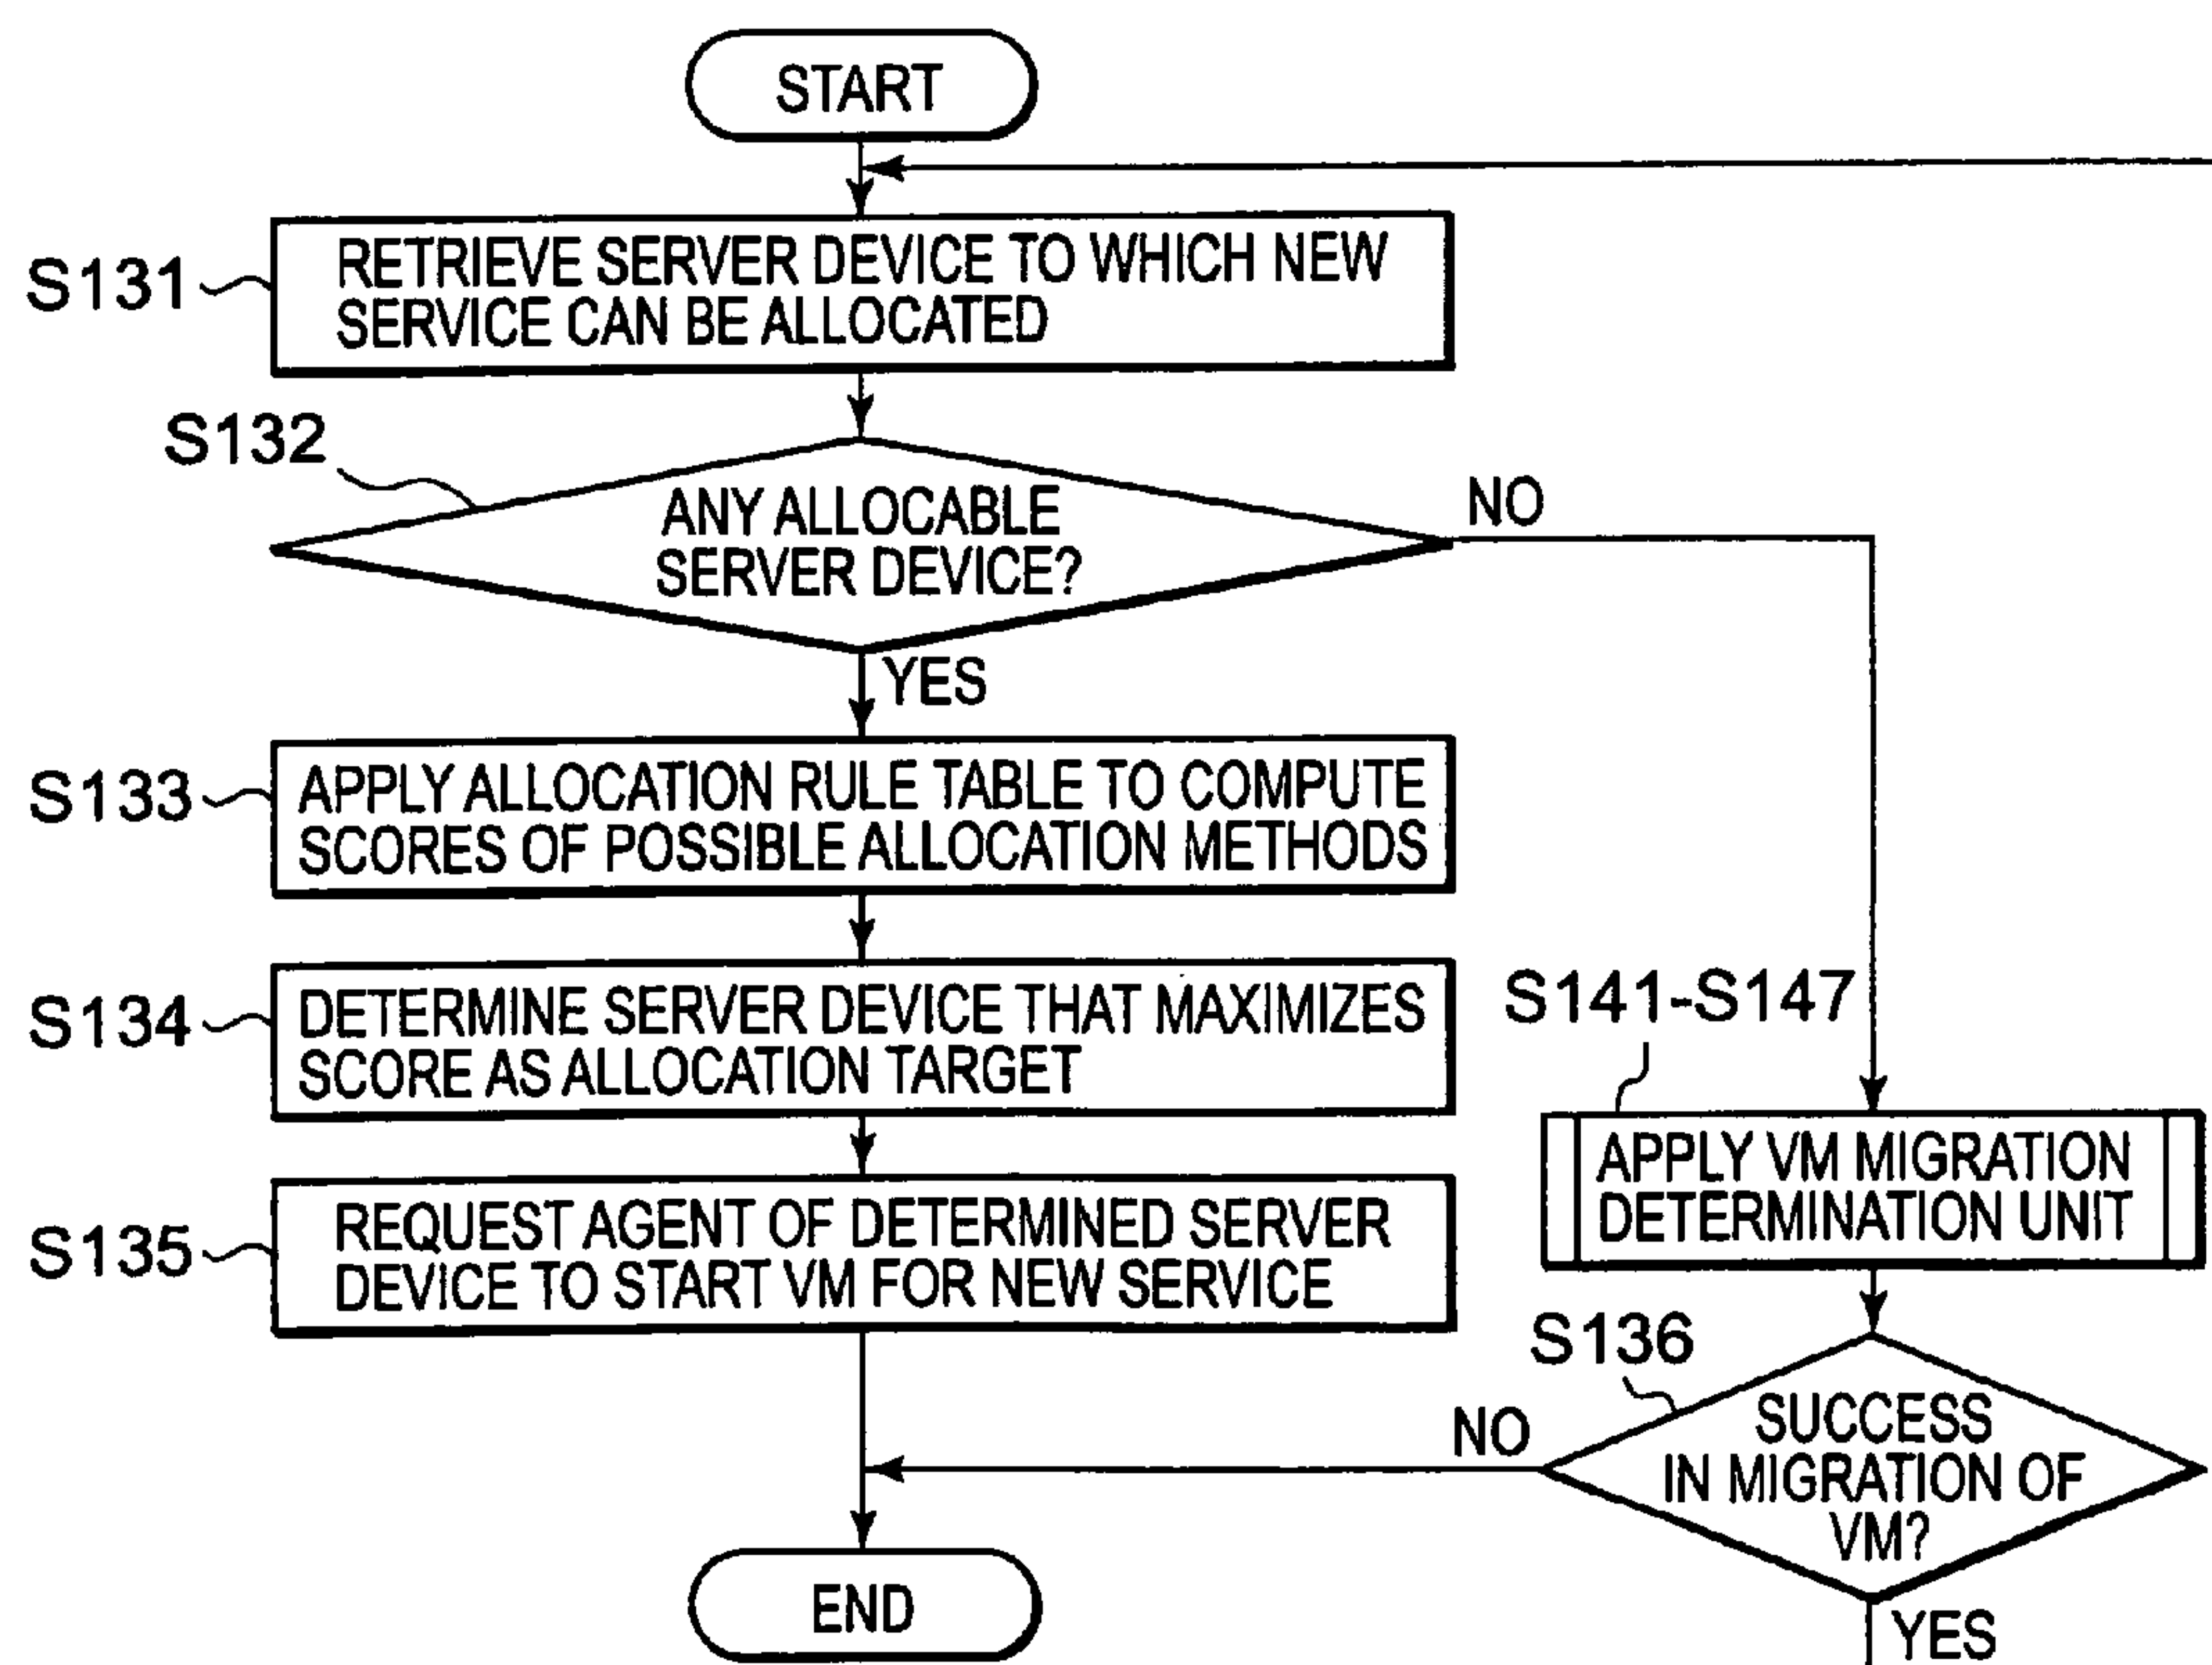 START
S131
RETRIEVE SERVER DEVICE TO WHICH NEW
SERVICE CAN BE ALLOCATED
S132
ANY ALLOCABLE
SERVER DEVICE?
NO
YES
S133
APPLY ALLOCATION RULE TABLE TO COMPUTE
SCORES OF POSSIBLE ALLOCATION METHODS
S134
DETERMINE SERVER DEVICE THAT MAXIMIZES
SCORE AS ALLOCATION TARGET
S135
REQUEST AGENT OF DETERMINED SERVER
DEVICE TO START VM FOR NEW SERVICE
S141-S147
APPLY VM MIGRATION
DETERMINATION UNIT
S136
SUCCESS
IN MIGRATION OF
VM?
NO
YES
END